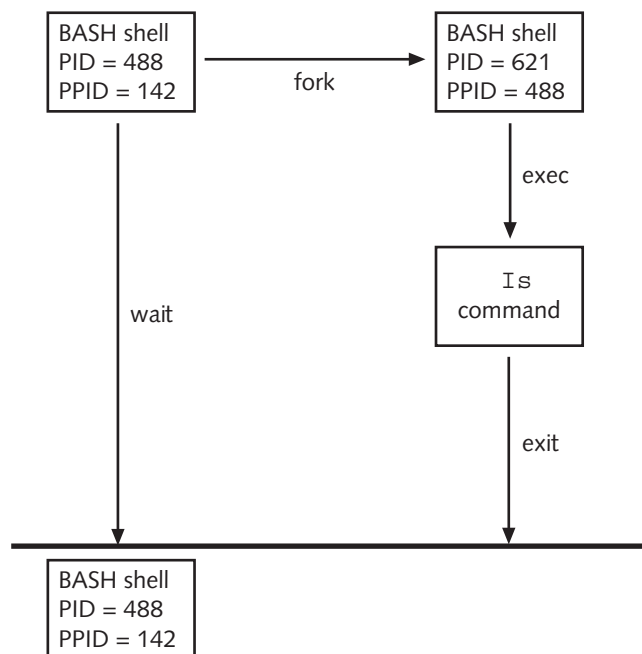 BASH shell
PID = 488
PPID = 142
fork
BASH shell
PID = 621
PPID = 488
exec
Is
command
wait
exit
BASH shell
PID = 488
PPID = 142